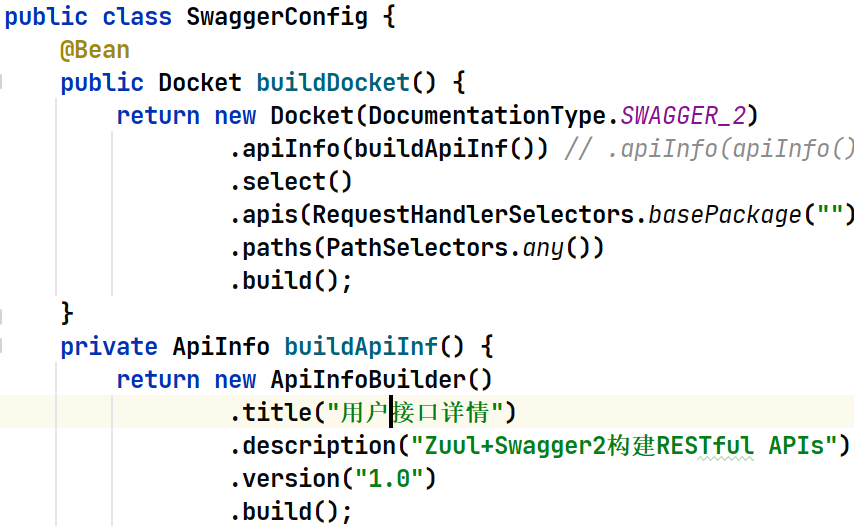 public class SwaggerConfig {
@Bean
public Docket buildDocket() {
return new Docket(DocumentationType.SWAGGER_2)
.apiInfo(buildApiInf()) // .apiInfo(apiInfo()
.select()
.apis(RequestHandlerSelectors.basePackage("")
.paths(PathSelectors.any())
.build();
}
private ApiInfo buildApiInf() {
return new ApiInfoBuilder()
.title("用户接口详情")
.description("Zuul+Swagger2构建RESTful APIs")
.version("1.0")
.build();